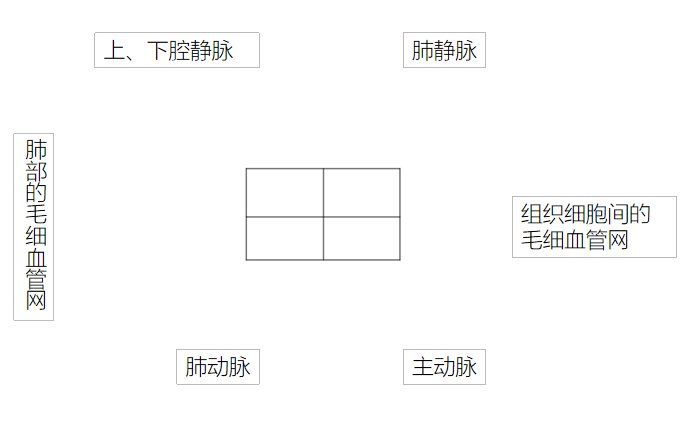 上、下腔静脉
肺静脉
肺部的毛细血管网
组织细胞间的
毛细血管网
肺动脉
主动脉